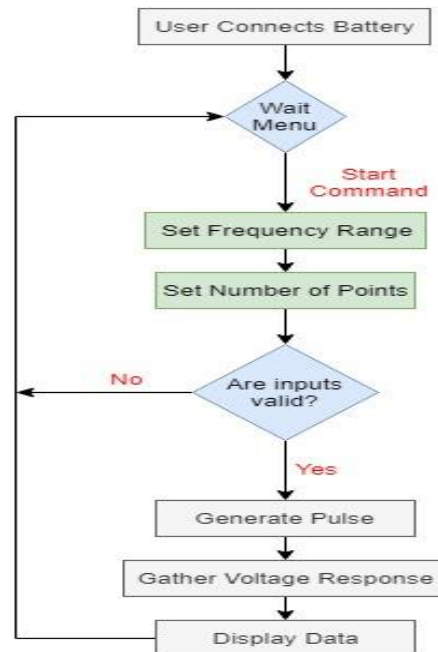 User Connects Battery
Wait
Menu
Start
Command
Set Frequency Range
Set Number of Points
Are inputs
valid?
No
Yes
Generate Pulse
Gather Voltage Response
Display Data